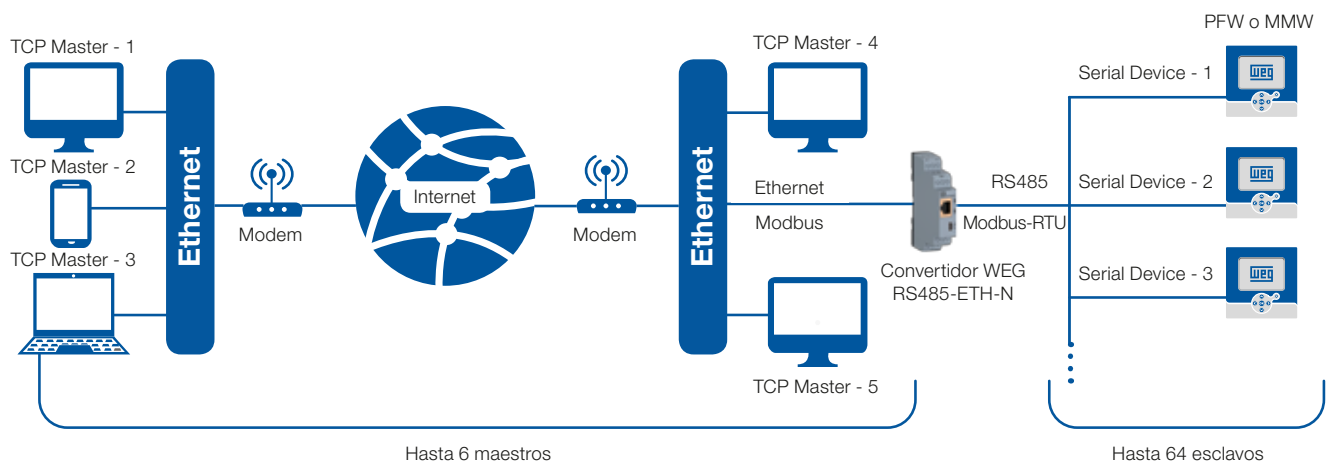 TCP Master - 1
TCP Master - 2
TCP Master - 3
Ethernet
Modem
Internet
Modem
Ethernet
TCP Master - 4
Ethernet
Modbus
TCP Master - 5
Convertidor WEG
RS485-ETH-N
RS485
Modbus-RTU
PFW o MMW
Serial Device - 1
weg
Serial Device - 2
weg
Serial Device - 3
weg
Hasta 6 maestros
Hasta 64 esclavos